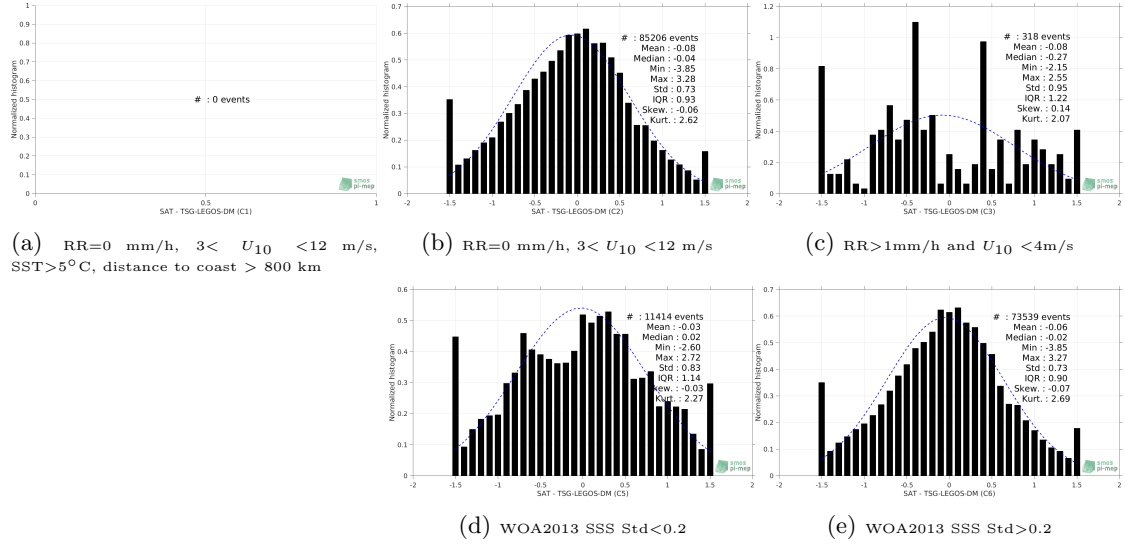 1
0.9
0.8
0.7
0.6
0.5
0.4
0.3
0.2
0.1
0
Normalized histogram
# : 0 events
0 0.5 1
SAT - TSG-LEGOS-DM (C1)
smos
pi-mep
(a) RR=0 mm/h, 3< U10 <12 m/s,
SST>5°C, distance to coast > 800 km
0.7
0.6
0.5
0.4
0.3
0.2
0.1
0
Normalized histogram
# : 85206 events
Mean : -0.08
Median : -0.04
Min : -3.85
Max : 3.28
Std : 0.73
IQR : 0.93
Skew. : -0.06
Kurt. : 2.62
-2 -1.5 -1 -0.5 0 0.5 1 1.5 2
SAT - TSG-LEGOS-DM (C2)
smos
pi-mep
(b) RR=0 mm/h, 3< U10 <12 m/s
1.2
1
0.8
0.6
0.4
0.2
0
Normalized histogram
# : 318 events
Mean : -0.08
Median : -0.27
Min : -2.15
Max : 2.55
Std : 0.95
IQR : 1.22
Skew. : 0.14
Kurt. : 2.07
-2 -1.5 -1 -0.5 0 0.5 1 1.5 2
SAT - TSG-LEGOS-DM (C3)
smos
pi-mep
(c) RR>1mm/h and U10 <4m/s
0.6
0.5
0.4
0.3
0.2
0.1
0
Normalized histogram
# : 11414 events
Mean : -0.03
Median : 0.02
Min : -2.60
Max : 2.72
Std : 0.83
IQR : 1.14
Skew. : -0.03
Kurt. : 2.27
-2 -1.5 -1 -0.5 0 0.5 1 1.5 2
SAT - TSG-LEGOS-DM (C5)
smos
pi-mep
(d) WOA2013 SSS Std<0.2
0.7
0.6
0.5
0.4
0.3
0.2
0.1
0
Normalized histogram
# : 73539 events
Mean : -0.06
Median : -0.02
Min : -3.85
Max : 3.27
Std : 0.73
IQR : 0.90
Skew. : -0.07
Kurt. : 2.69
-2 -1.5 -1 -0.5 0 0.5 1 1.5 2
SAT - TSG-LEGOS-DM (C6)
smos
pi-mep
(e) WOA2013 SSS Std>0.2